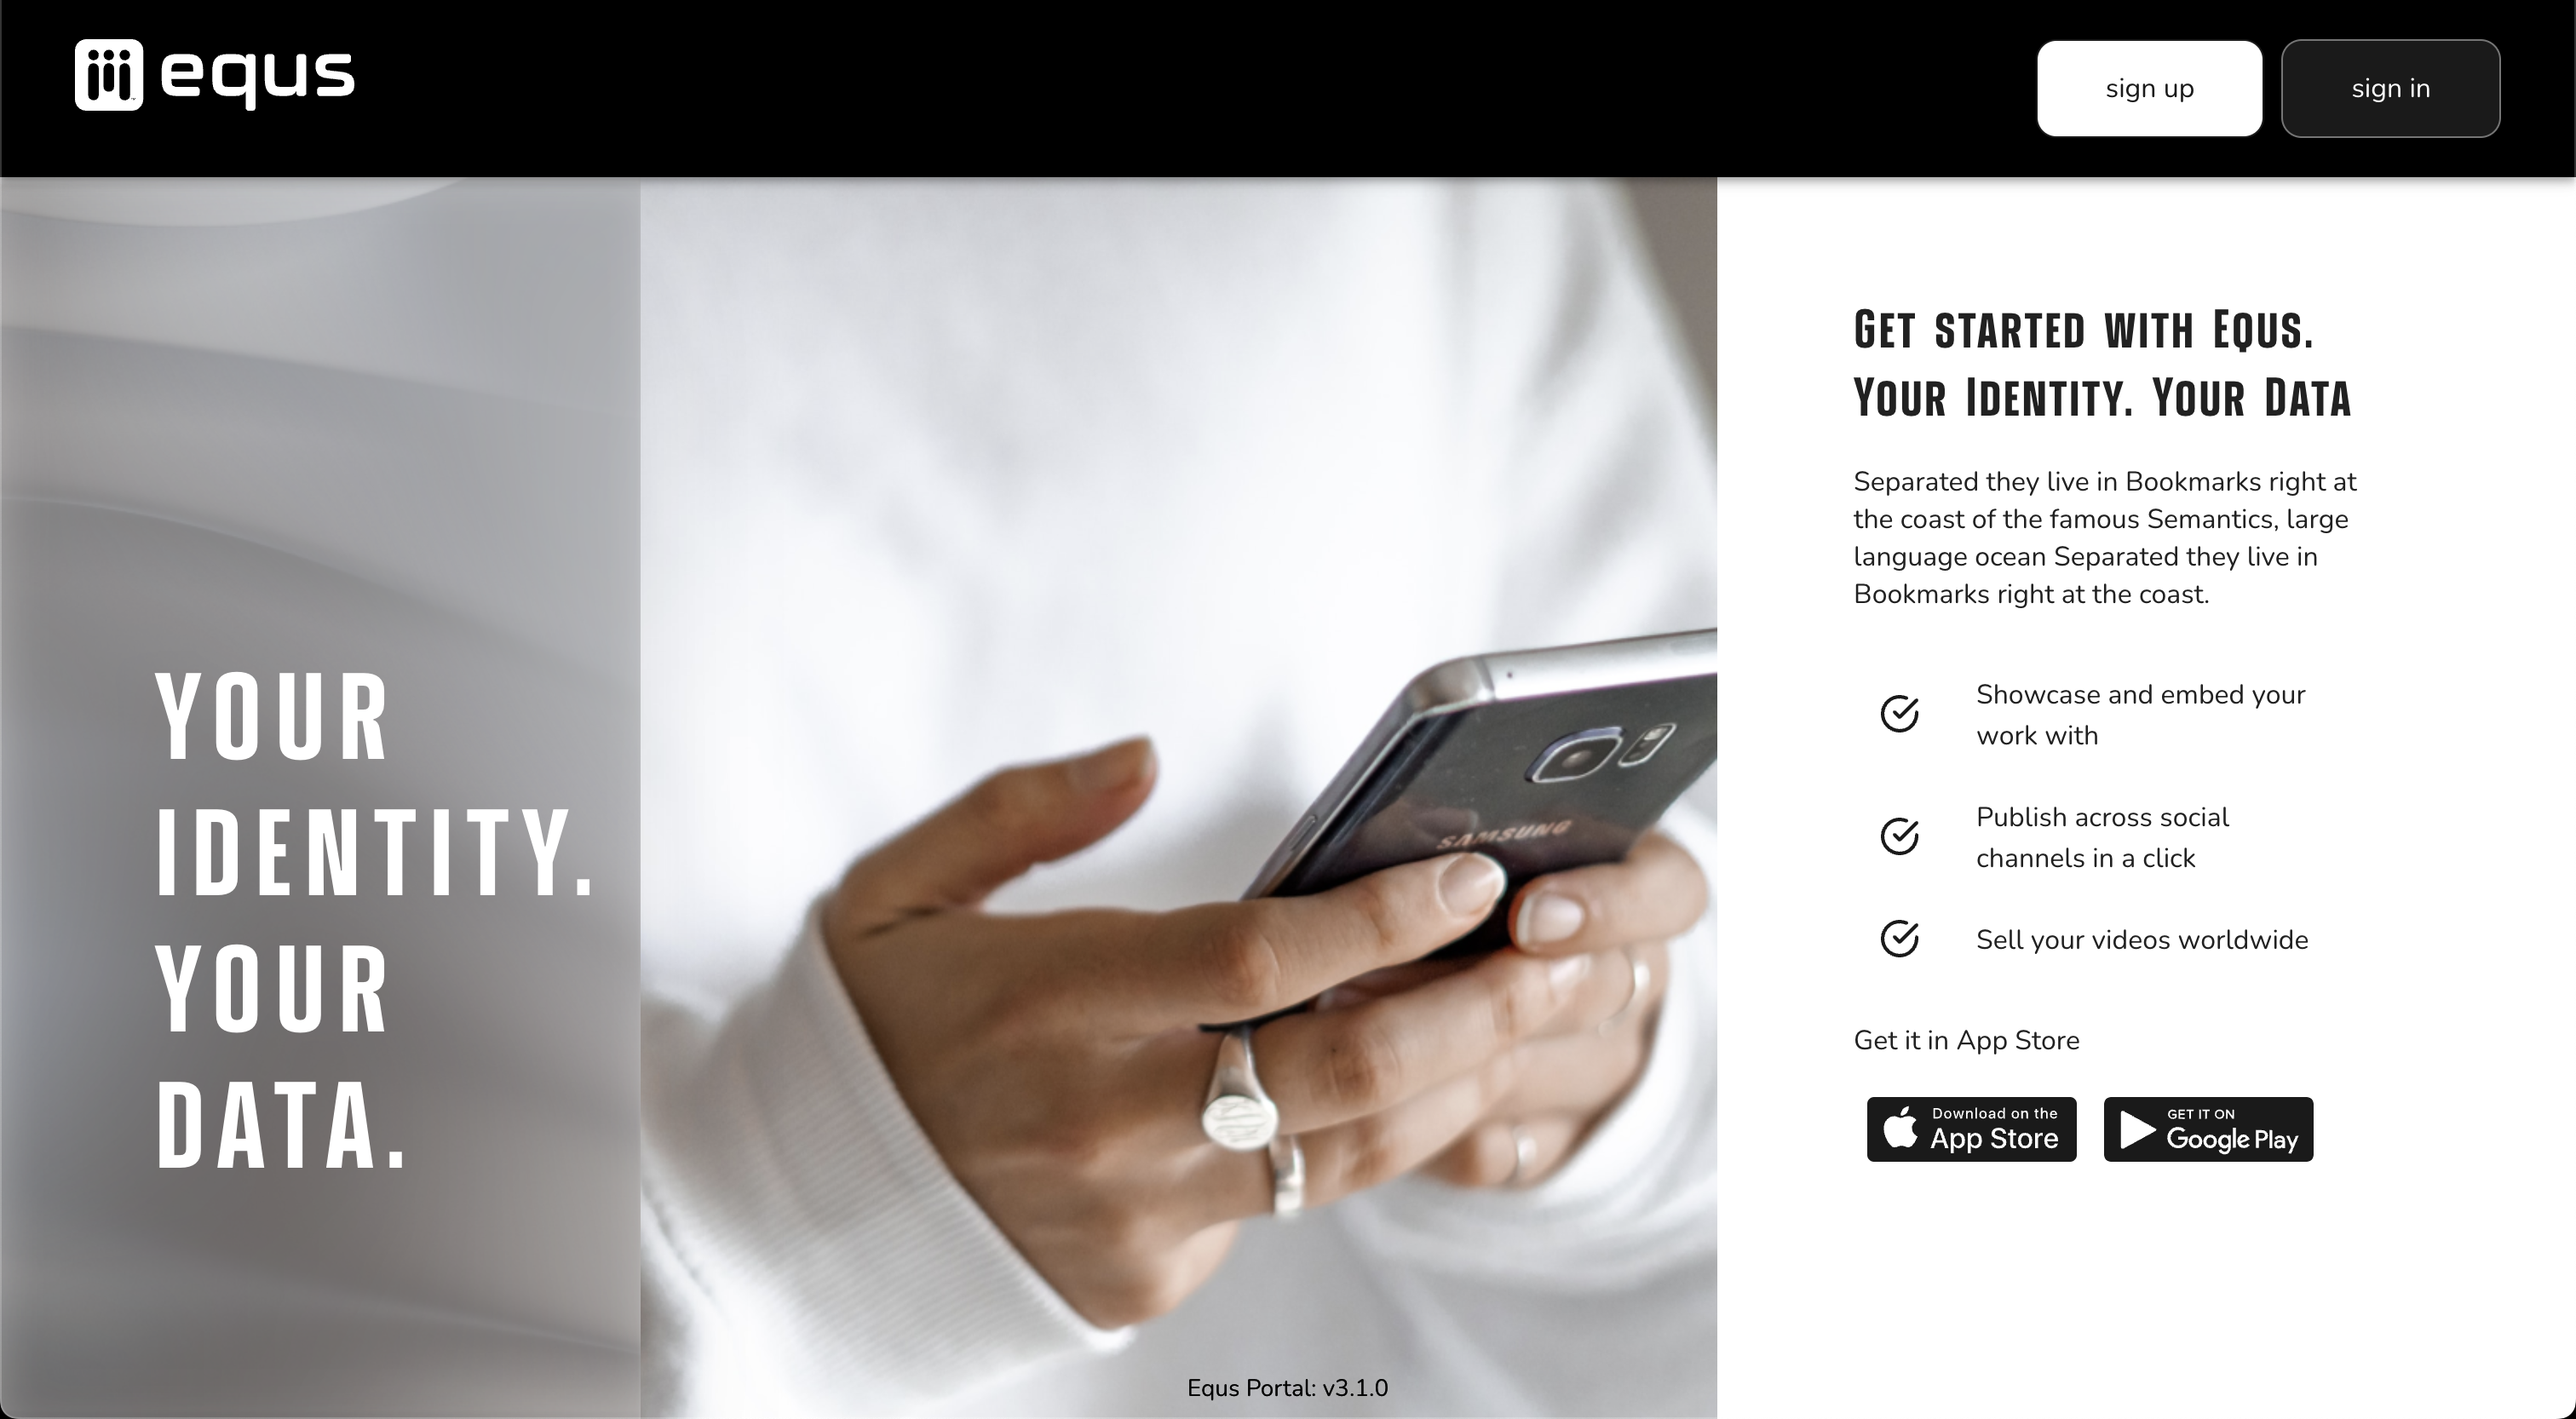 equs
sign up
sign in
YOUR
IDENTITY.
YOUR
DATA.
SAMSUNG
Equs Portal: v3.1.0
Get started with Equs.
Your Identity. Your Data
Separated they live in Bookmarks right at
the coast of the famous Semantics, large
language ocean Separated they live in
Bookmarks right at the coast.
Showcase and embed your
work with
Publish across social
channels in a click
Sell your videos worldwide
Get it in App Store
Download on the
App Store
GET IT ON
Google Play